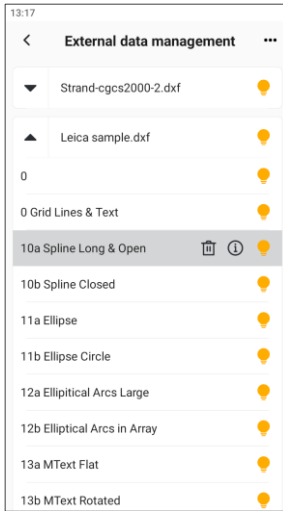 13:17
External data management
Strand-cgcs2000-2.dxf
Leica sample.dxf
0
0 Grid Lines & Text
10a Spline Long & Open
10b Spline Closed
11a Ellipse
11b Ellipse Circle
12a Ellipitical Arcs Large
12b Elliptical Arcs in Array
13a MText Flat
13b MText Rotated